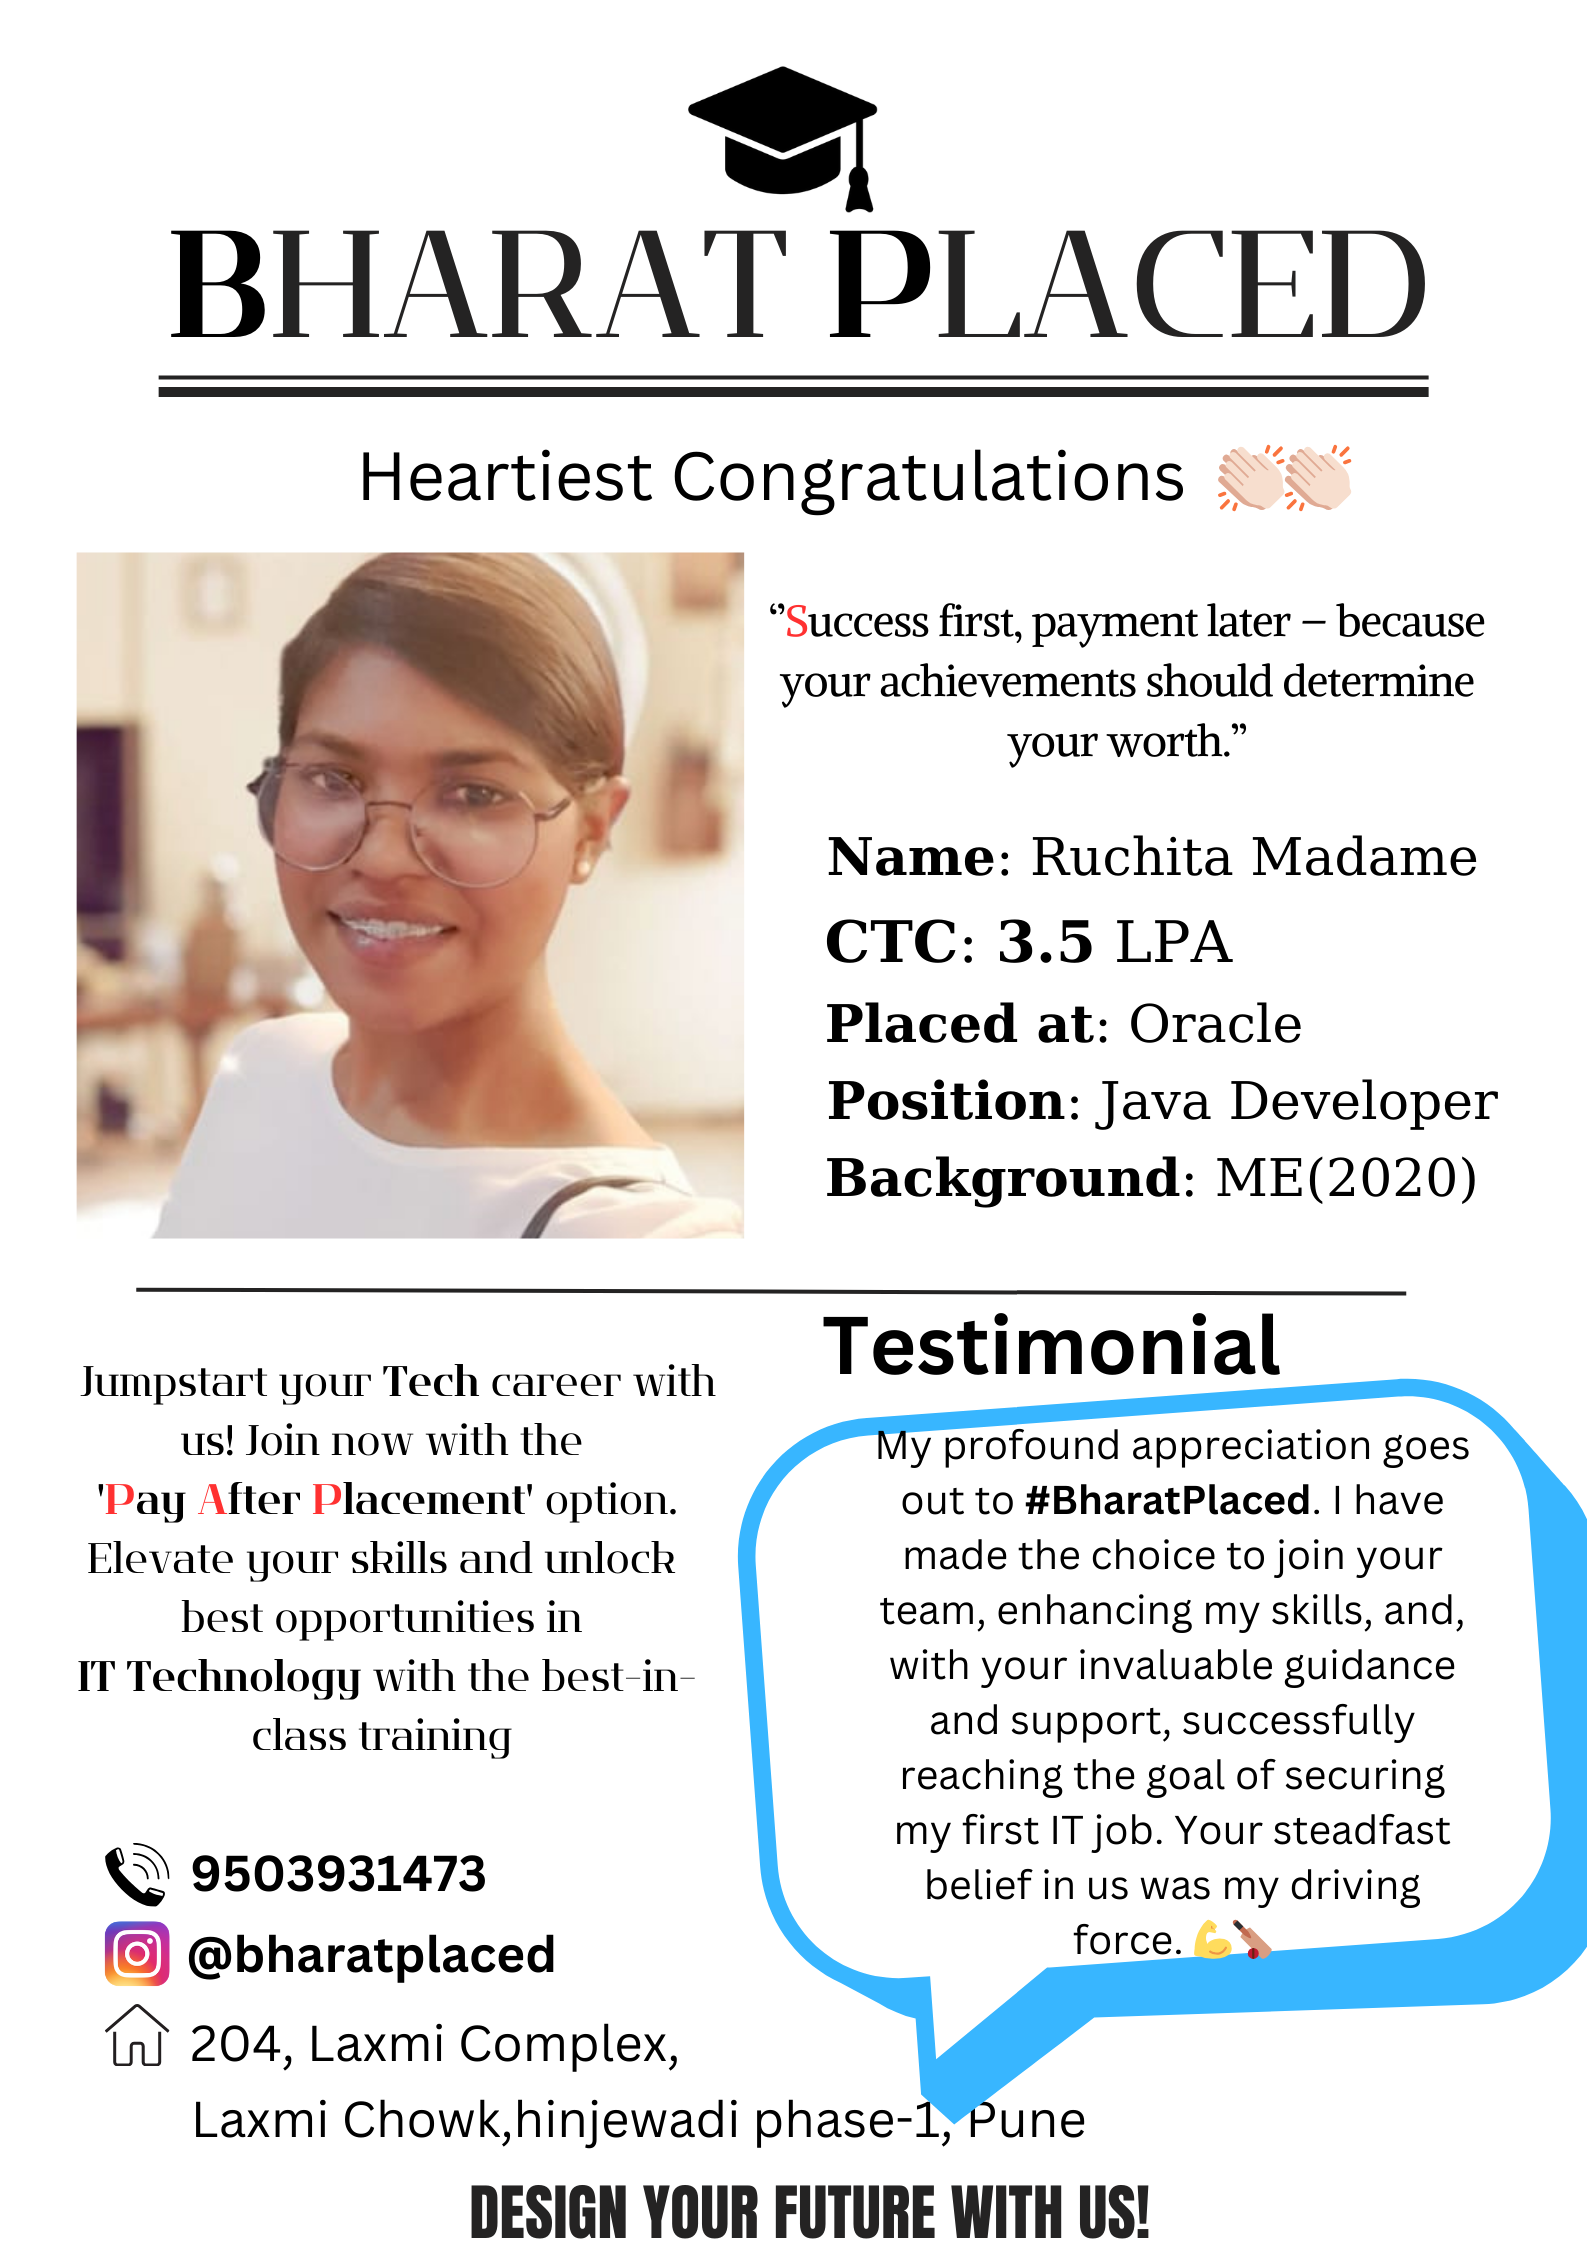 BHARAT PLACED
Heartiest Congratulations 👏🏻👏🏻
‘’Success first, payment later – because
your achievements should determine
your worth.”
Name: Ruchita Madame
CTC: 3.5 LPA
Placed at: Oracle
Position: Java Developer
Background: ME(2020)
Jumpstart your Tech career with
us! Join now with the
'Pay After Placement' option.
Elevate your skills and unlock
best opportunities in
IT Technology with the best-in-
class training
9503931473
@bharatplaced
204, Laxmi Complex,
Laxmi Chowk,hinjewadi phase-1, Pune
Testimonial
My profound appreciation goes
out to #BharatPlaced. I have
made the choice to join your
team, enhancing my skills, and,
with your invaluable guidance
and support, successfully
reaching the goal of securing
my first IT job. Your steadfast
belief in us was my driving
force. 💪🏏
DESIGN YOUR FUTURE WITH US!